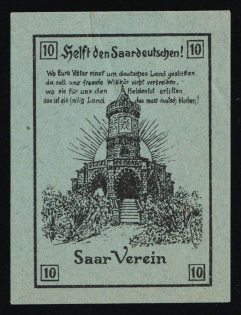 10 Helft den Saardeutschen! 10
Wo Eure Väter einst um deutsches Land gestritten
da soll uns fremde Willkür nicht vertreiben,
wo sie für uns den Heldentod erlitten
das ist ein heilig Land das muss deutsch bleiben!
Saar Verein
10 10